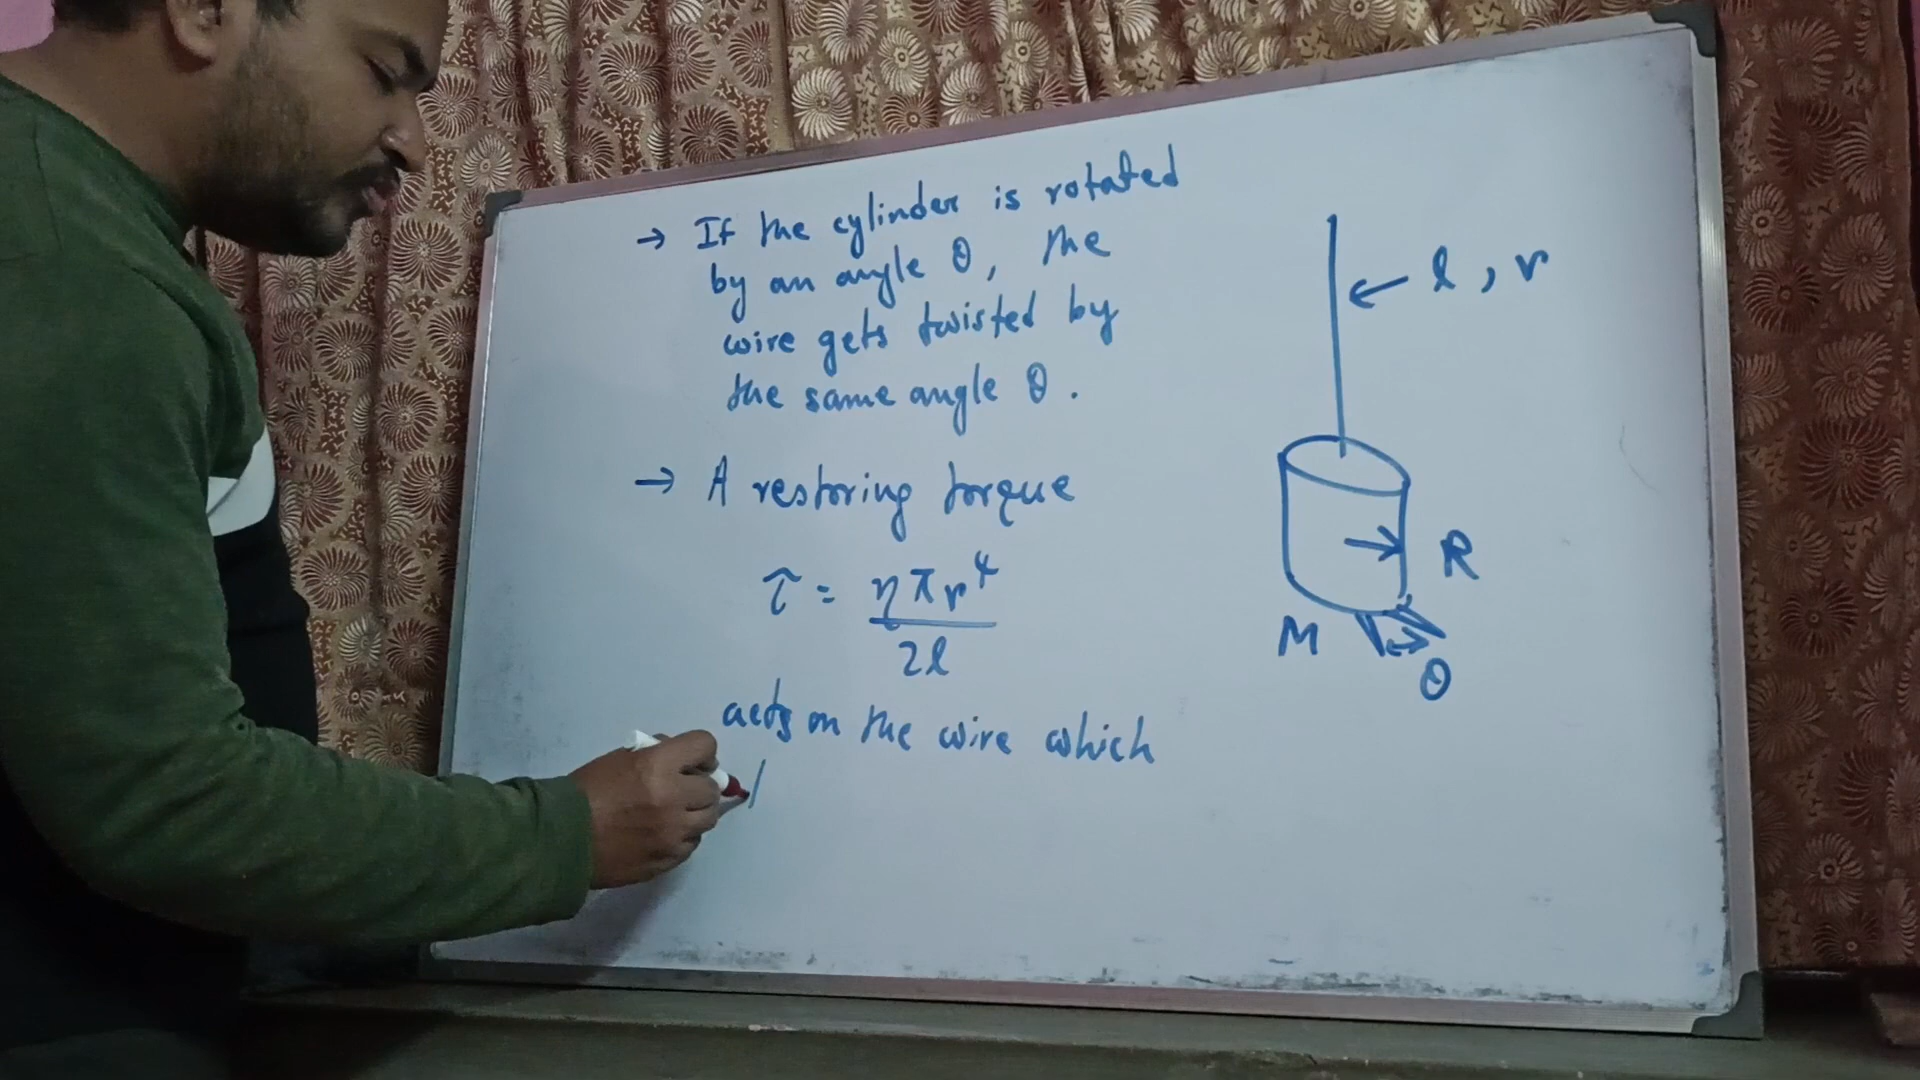 → If the cylinder is rotated
by an angle θ, the
wire gets twisted by
the same angle θ.
→ A restoring torque
τ = ηπr⁴
2l
acts on the wire which
← l, r
R
M
θ